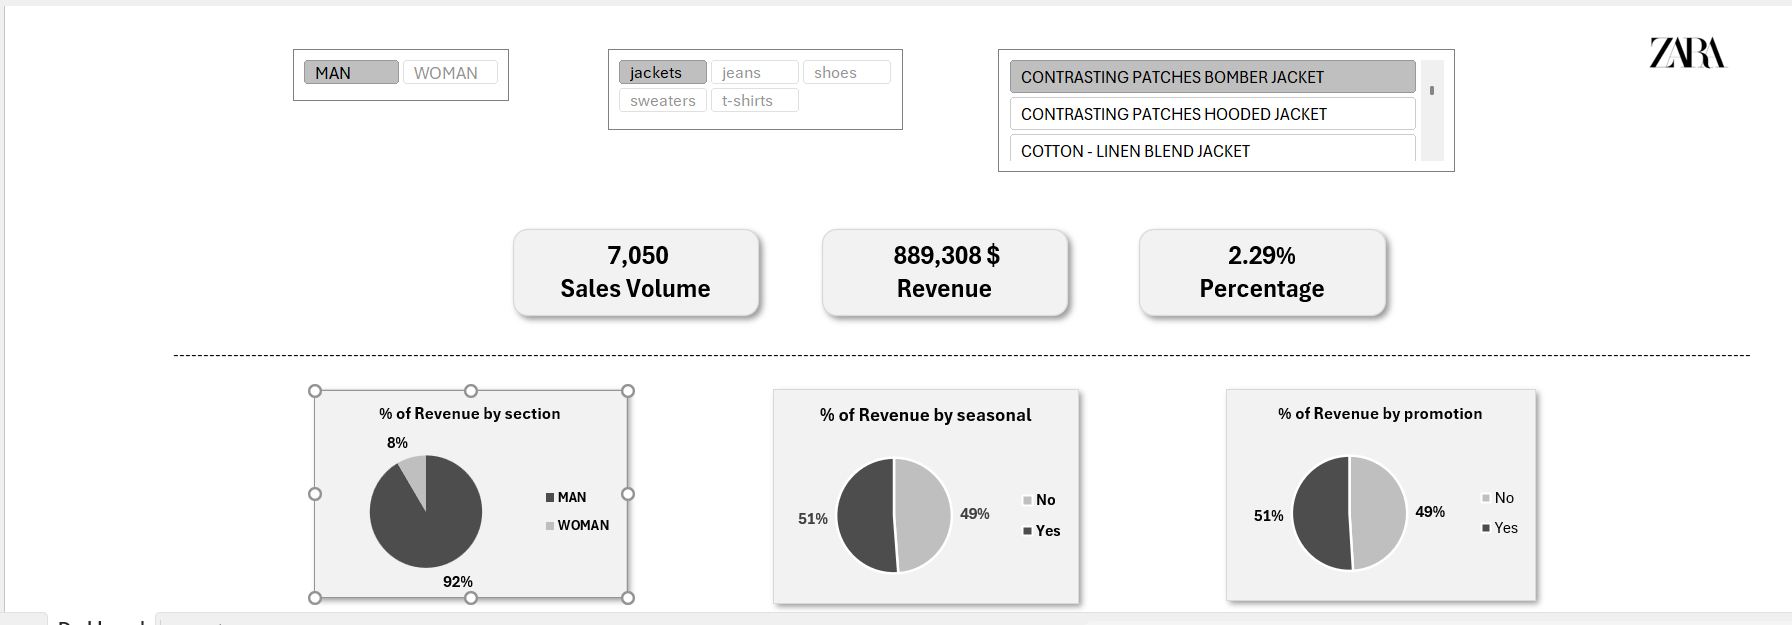 MAN
WOMAN
jackets
jeans
shoes
sweaters
t-shirts
CONTRASTING PATCHES BOMBER JACKET
CONTRASTING PATCHES HOODED JACKET
COTTON - LINEN BLEND JACKET
ZARA
7,050
Sales Volume
889,308 $
Revenue
2.29%
Percentage
% of Revenue by section
8%
MAN
WOMAN
92%
% of Revenue by seasonal
51%
49%
No
Yes
% of Revenue by promotion
51%
49%
No
Yes